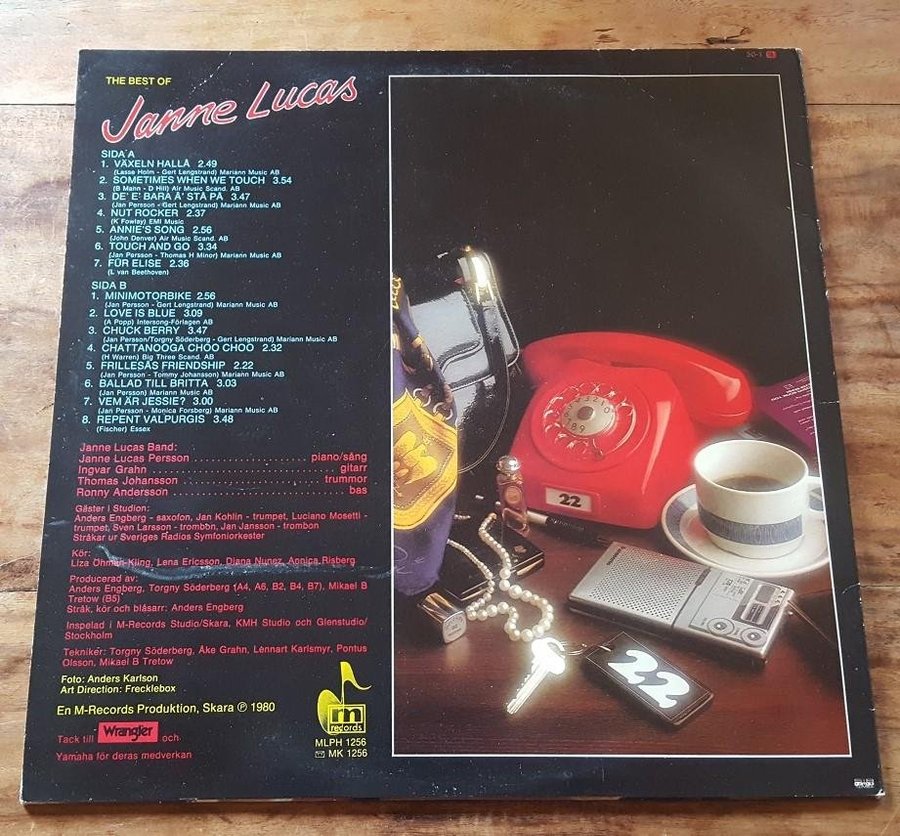 THE BEST OF
Janne Lucas
SIDA A
1. VÄXELN HALLÅ 2.49
(Lasse Holm - Gert Lengstrand) Mariann Music AB
2. SOMETIMES WHEN WE TOUCH 3.54
(B Mann - D Hill) Air Music Scand. AB
3. DE' E' BARA Å' STÅ PÅ 3.47
(Jan Persson - Gert Lengstrand) Mariann Music AB
4. NUT ROCKER 2.37
(K Fowlay) EMI Music
5. ANNIE'S SONG 2.56
(John Denver) Air Music Scand. AB
6. TOUCH AND GO 3.34
(Jan Persson - Thomas H Minor) Mariann Music AB
7. FÜR ELISE 2.36
(L van Beethoven)
SIDA B
1. MINIMOTORBIKE 2.56
(Jan Persson - Gert Lengstrand) Mariann Music AB
2. LOVE IS BLUE 3.09
(A Popp) Intersong-Förlagen AB
3. CHUCK BERRY 3.47
(Jan Persson/Torgny Söderberg - Gert Lengstrand) Mariann Music AB
4. CHATTANOOGA CHOO CHOO 2.32
(H Warren) Big Three Scand. AB
5. FRILLESÅS FRIENDSHIP 2.22
(Jan Persson - Tommy Johansson) Mariann Music AB
6. BALLAD TILL BRITTA 3.03
(Jan Persson) Mariann Music AB
7. VEM ÄR JESSIE? 3.00
(Jan Persson - Monica Forsberg) Mariann Music AB
8. REPENT VALPURGIS 3.48
(Fischer) Essex
Janne Lucas Band:
Janne Lucas Persson ........ piano/sång
Ingvar Grahn ........ gitarr
Thomas Johansson ........ trummor
Ronny Andersson ........ bas
Gäster i Studion:
Anders Engberg - saxofon, Jan Kohlin - trumpet, Luciano Mosetti -
trumpet, Sven Larsson - trombon, Jan Jansson - trombon
Stråkar ur Sveriges Radios Symfoniorkester
Kör:
Liza Öhman-Kling, Lena Ericsson, Diana Nunez, Annica Risberg
Producerad av:
Anders Engberg, Torgny Söderberg (A4, A6, B2, B4, B7), Mikael B
Tretow (B5)
Stråk, kör och blåsarr: Anders Engberg
Inspelad i M-Records Studio/Skara, KMH Studio och Glenstudio/
Stockholm
Tekniker: Torgny Söderberg, Åke Grahn, Lennart Karlsmyr, Pontus
Olsson, Mikael B Tretow
Foto: Anders Karlson
Art Direction: Frecklebox
En M-Records Produktion, Skara ℗ 1980
Tack till Wrangler och
Yamaha för deras medverkan
m
records
MLPH 1256
MK 1256
22
22